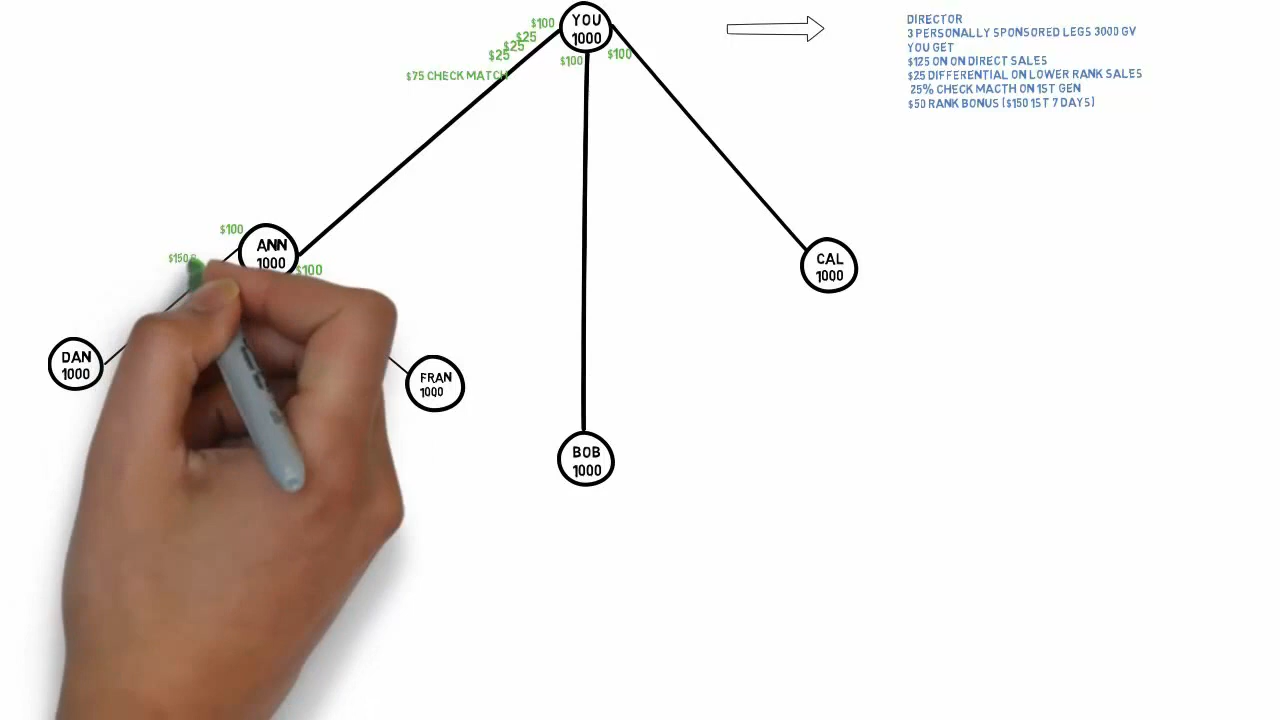 YOU
1000
$100
$25
$25
$25
$100
$100
$75 CHECK MATCH
DIRECTOR
3 PERSONALLY SPONSORED LEGS 3000 GV
YOU GET
$125 ON ON DIRECT SALES
$25 DIFFERENTIAL ON LOWER RANK SALES
25% CHECK MACTH ON 1ST GEN
$50 RANK BONUS ($150 1ST 7 DAYS)
$100
ANN
1000
$100
$150
CAL
1000
DAN
1000
FRAN
1000
BOB
1000